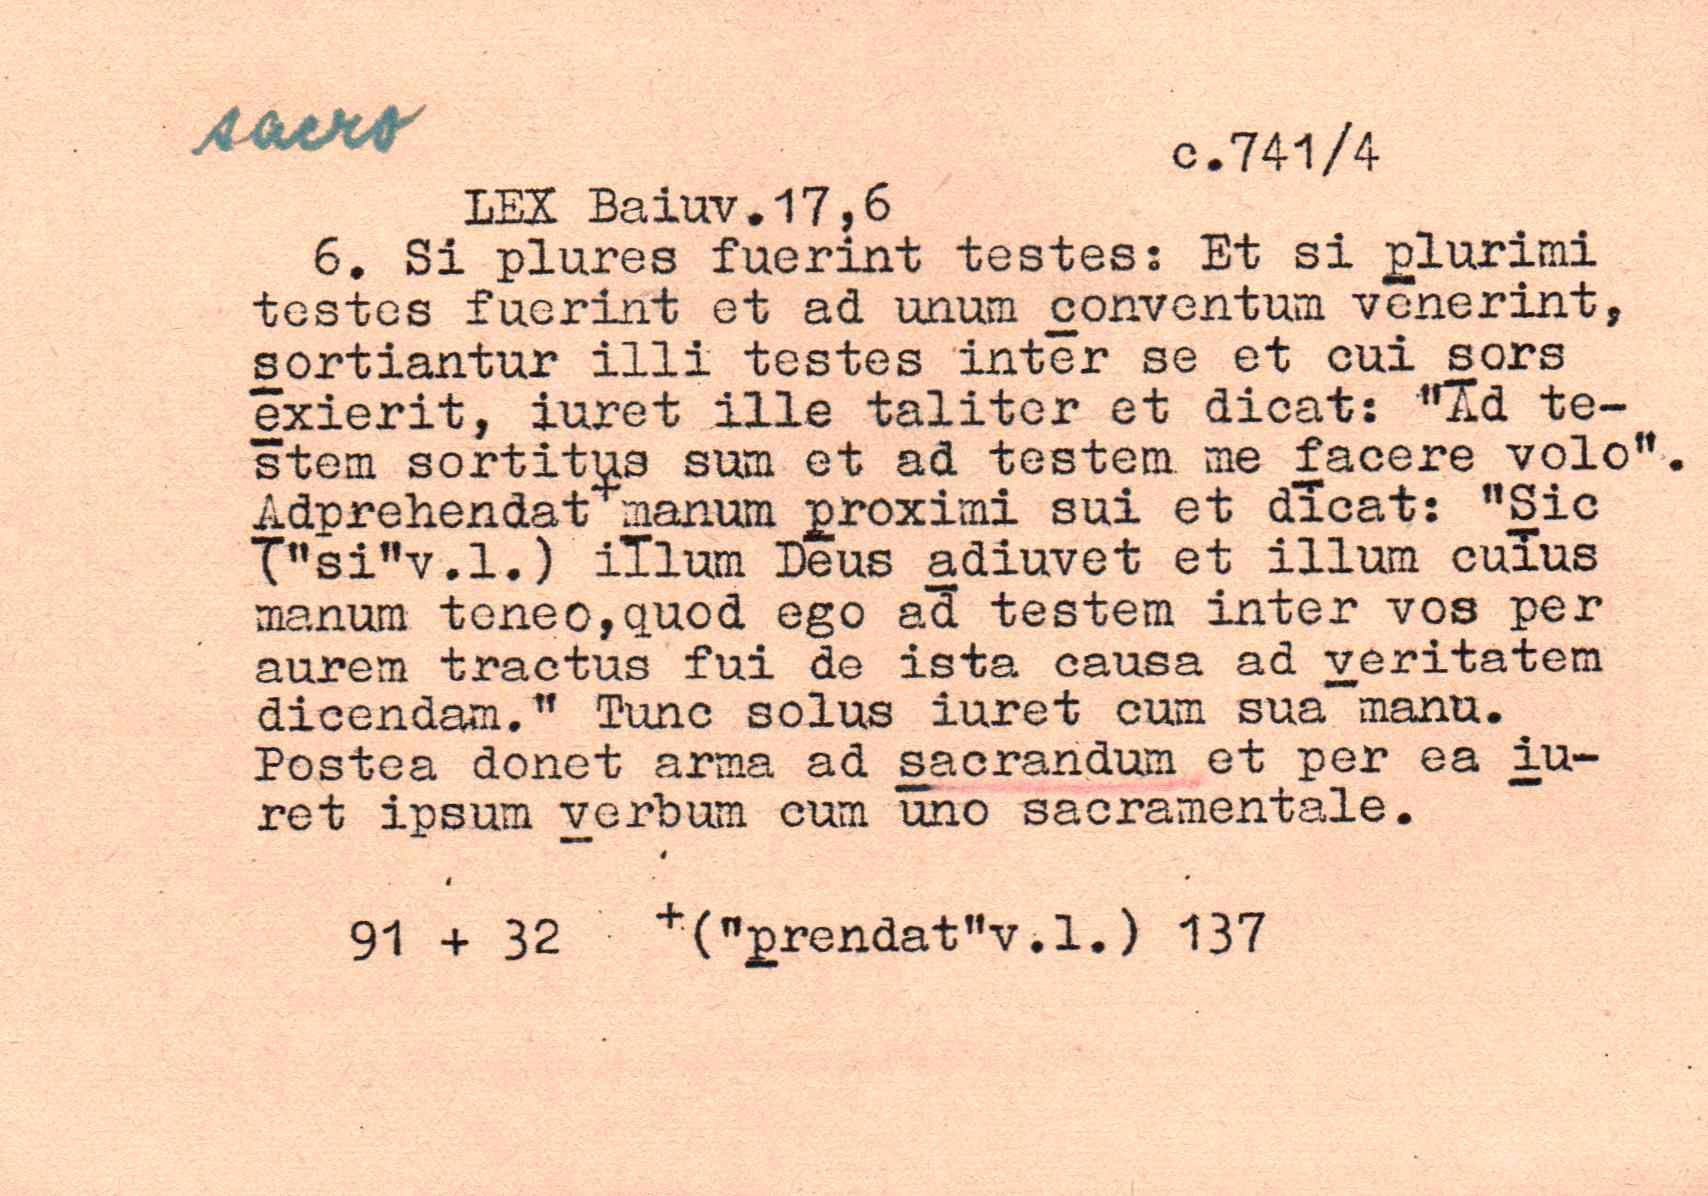 sacro
c.741/4
LEX Baiuv.17,6
6. Si plures fuerint testes: Et si plurimi
testes fuerint et ad unum conventum venerint,
sortiantur illi testes inter se et cui sors
exierit, iuret ille taliter et dicat: "Ad te-
stem sortitus sum et ad testem me facere volo".
Adprehendat + manum proximi sui et dicat: "Sic
("si"v.l.) illum Deus adiuvet et illum cuius
manum teneo,quod ego ad testem inter vos per
aurem tractus fui de ista causa ad veritatem
dicendam." Tunc solus iuret cum sua manu.
Postea donet arma ad sacrandum et per ea iu-
ret ipsum verbum cum uno sacramentale.
91 + 32 +("prendat"v.l.) 137